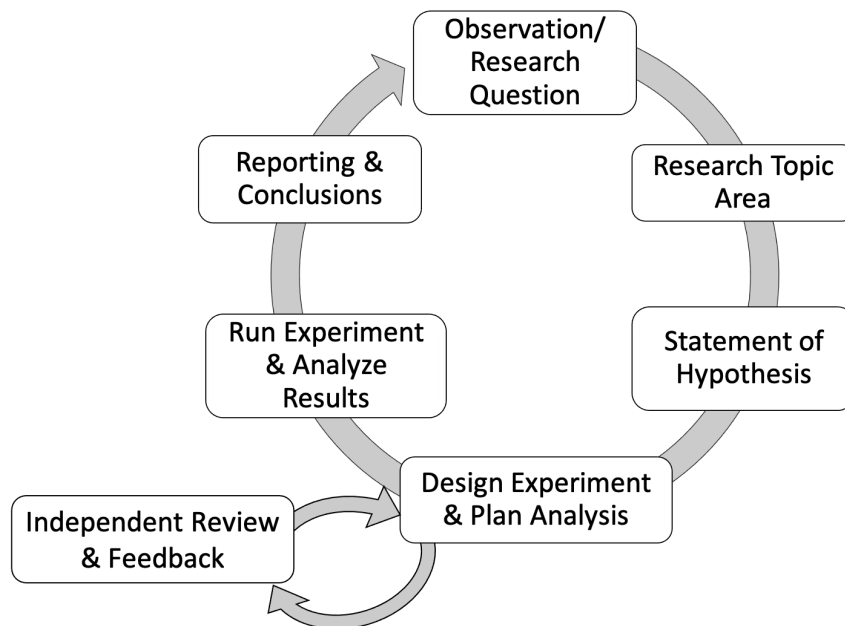 Observation/
Research
Question
Research Topic
Area
Statement of
Hypothesis
Design Experiment
& Plan Analysis
Independent Review
& Feedback
Run Experiment
& Analyze
Results
Reporting &
Conclusions